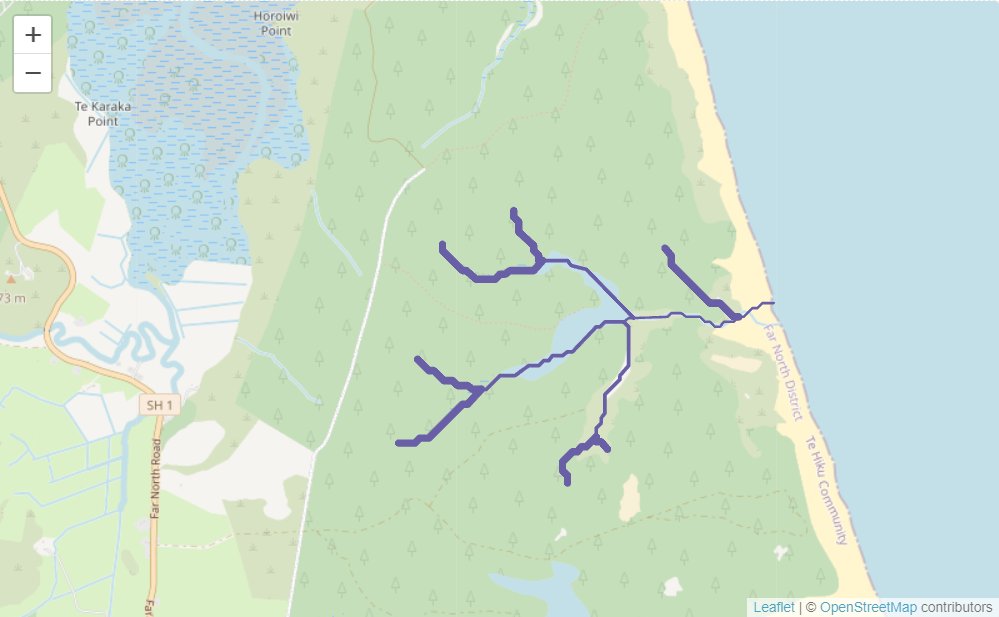 +
Horoiwi
Point
−
Te Karaka
Point
73 m
SH 1
Far North District
Far North Road
Te Hiku Community
Far
Leaflet | © OpenStreetMap contributors